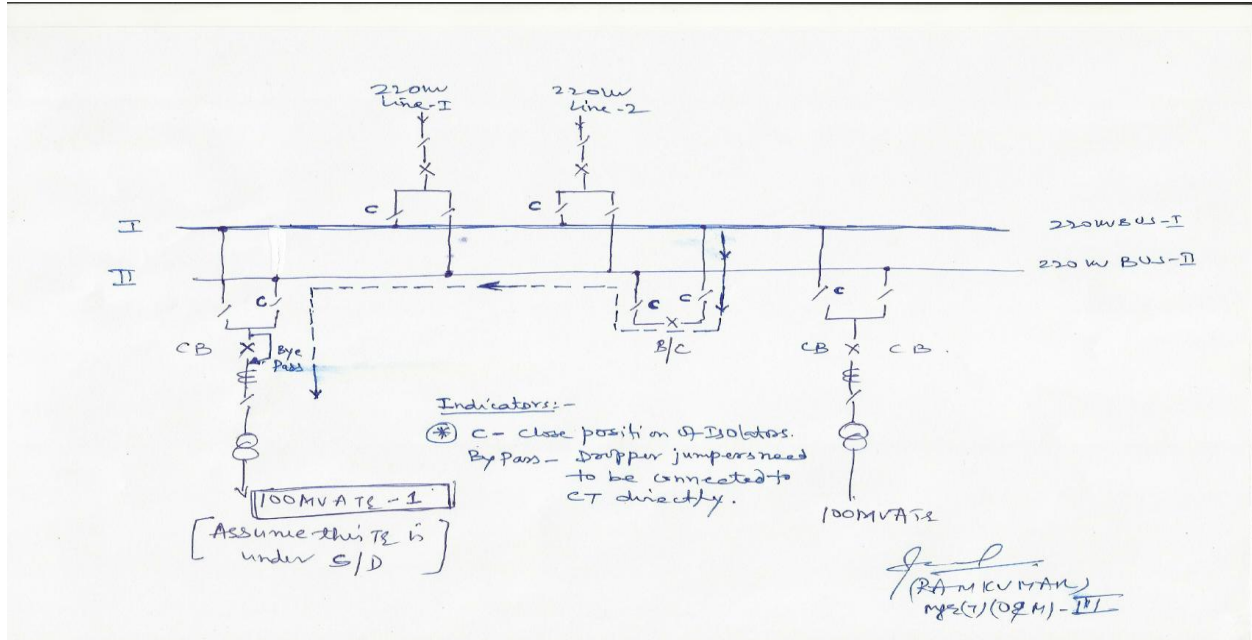 220kv
Line-I
220kv
Line-2
C
C
I
220kv BUS-I
II
220 kv BUS-II
C
C
C
C
CB
Bye
Pass
B/C
CB
CB.
Indicators:-
* C - Close position of Isolators.
By Pass - Dropper jumpers need
to be connected to
CT directly.
100MVA TR - 1
[Assume this TR is
under S/D]
100MVA TR
(RAMKUMAR)
(O&M)-III